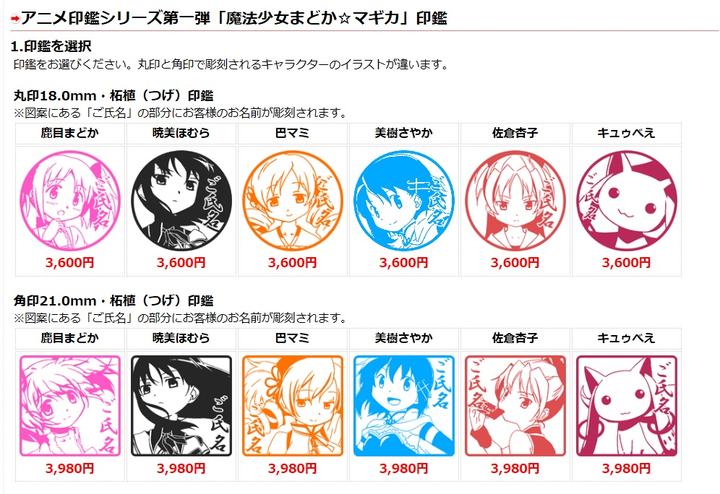 ➡アニメ印鑑シリーズ第一弾「魔法少女まどか☆マギカ」印鑑
1.印鑑を選択
印鑑をお選びください。丸印と角印で彫刻されるキャラクターのイラストが違います。
丸印18.0mm・柘植（つげ）印鑑
※図案にある「ご氏名」の部分にお客様のお名前が彫刻されます。
鹿目まどか 暁美ほむら 巴マミ 美樹さやか 佐倉杏子 キュゥべえ
ご氏名 ご氏名 ご氏名 ご氏名 ご氏名 ご氏名
3,600円 3,600円 3,600円 3,600円 3,600円 3,600円
角印21.0mm・柘植（つげ）印鑑
※図案にある「ご氏名」の部分にお客様のお名前が彫刻されます。
鹿目まどか 暁美ほむら 巴マミ 美樹さやか 佐倉杏子 キュゥべえ
ご氏名 ご氏名 ご氏名 ご氏名 ご氏名 ご氏名
3,980円 3,980円 3,980円 3,980円 3,980円 3,980円